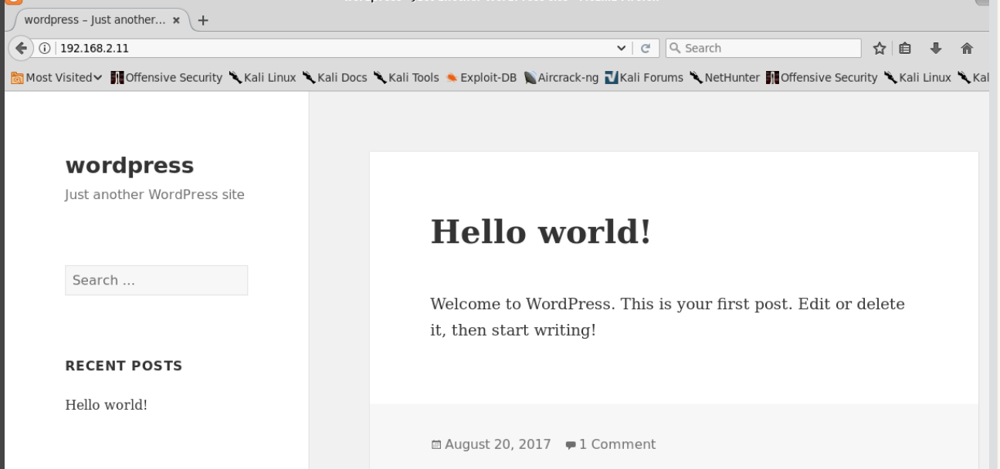 wordpress – Just another...
192.168.2.11
Search
Most Visited Offensive Security Kali Linux Kali Docs Kali Tools Exploit-DB Aircrack-ng Kali Forums NetHunter Offensive Security Kali Linux Kal
wordpress
Just another WordPress site
Search ...
RECENT POSTS
Hello world!
Hello world!
Welcome to WordPress. This is your first post. Edit or delete
it, then start writing!
August 20, 2017 1 Comment